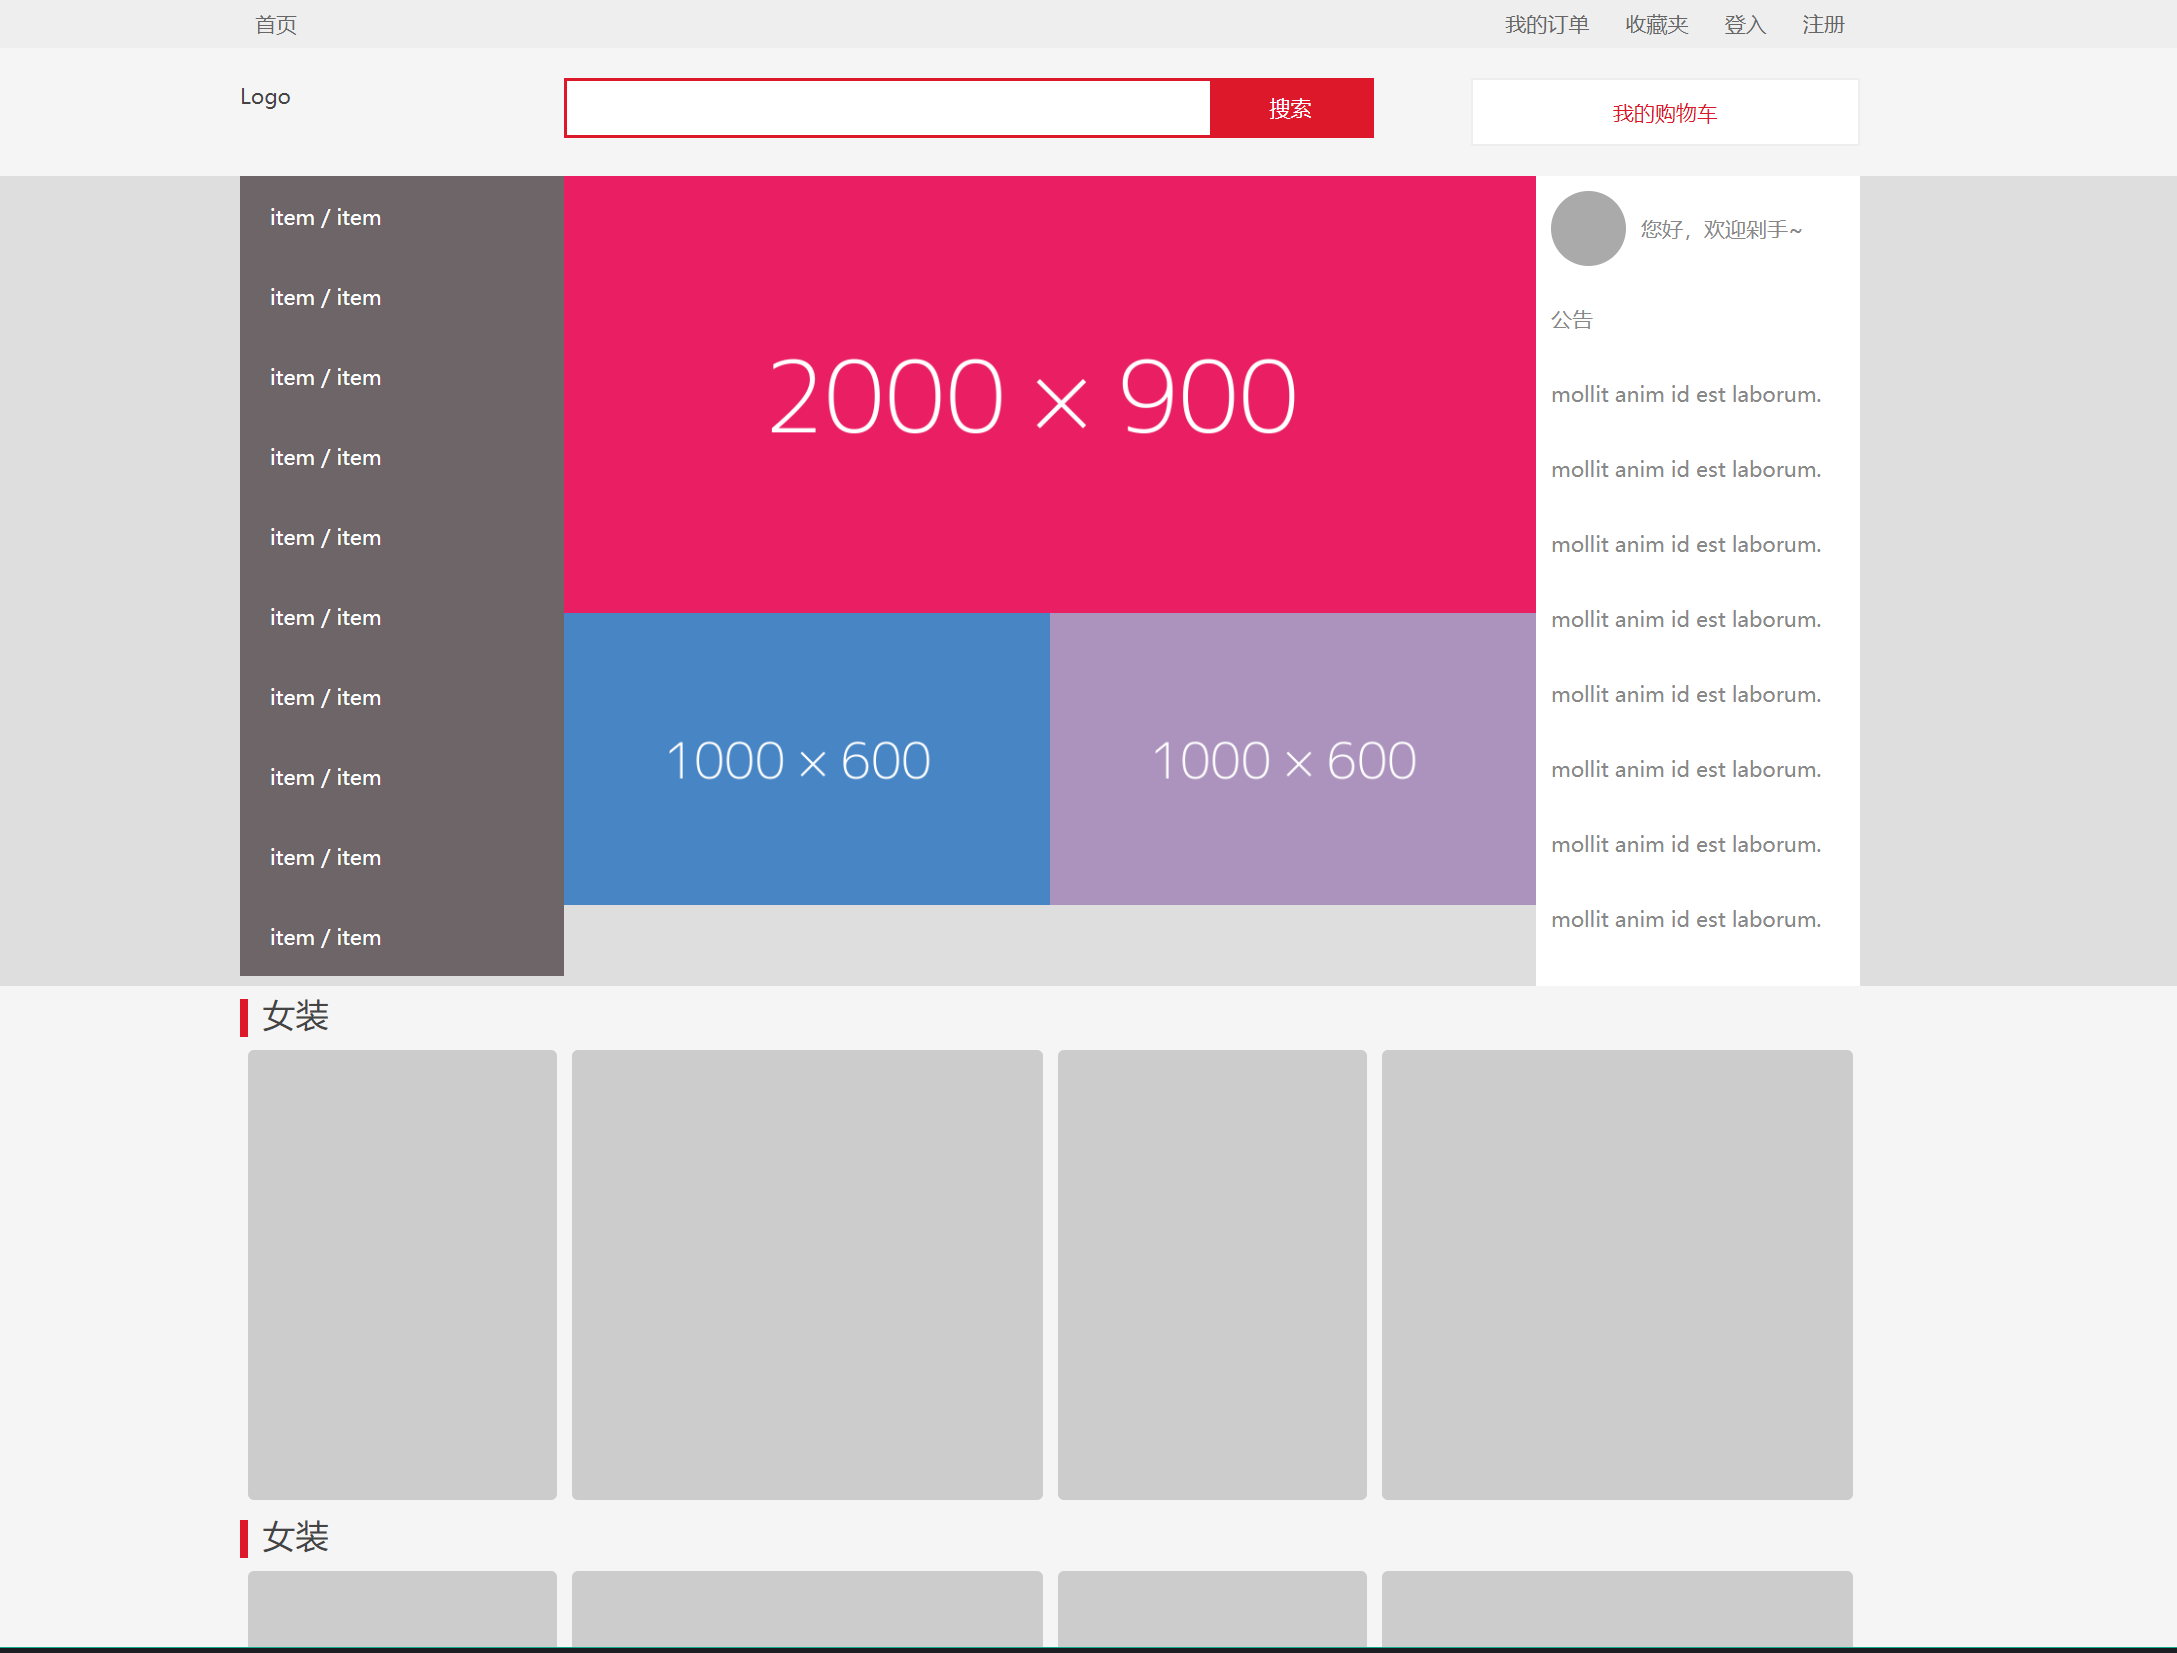 首页
我的订单 收藏夹 登入 注册
Logo
搜索
我的购物车
item / item
item / item
item / item
item / item
item / item
item / item
item / item
item / item
item / item
item / item
2000 × 900
1000 × 600
1000 × 600
您好，欢迎剁手~
公告
mollit anim id est laborum.
mollit anim id est laborum.
mollit anim id est laborum.
mollit anim id est laborum.
mollit anim id est laborum.
mollit anim id est laborum.
mollit anim id est laborum.
mollit anim id est laborum.
女装
女装